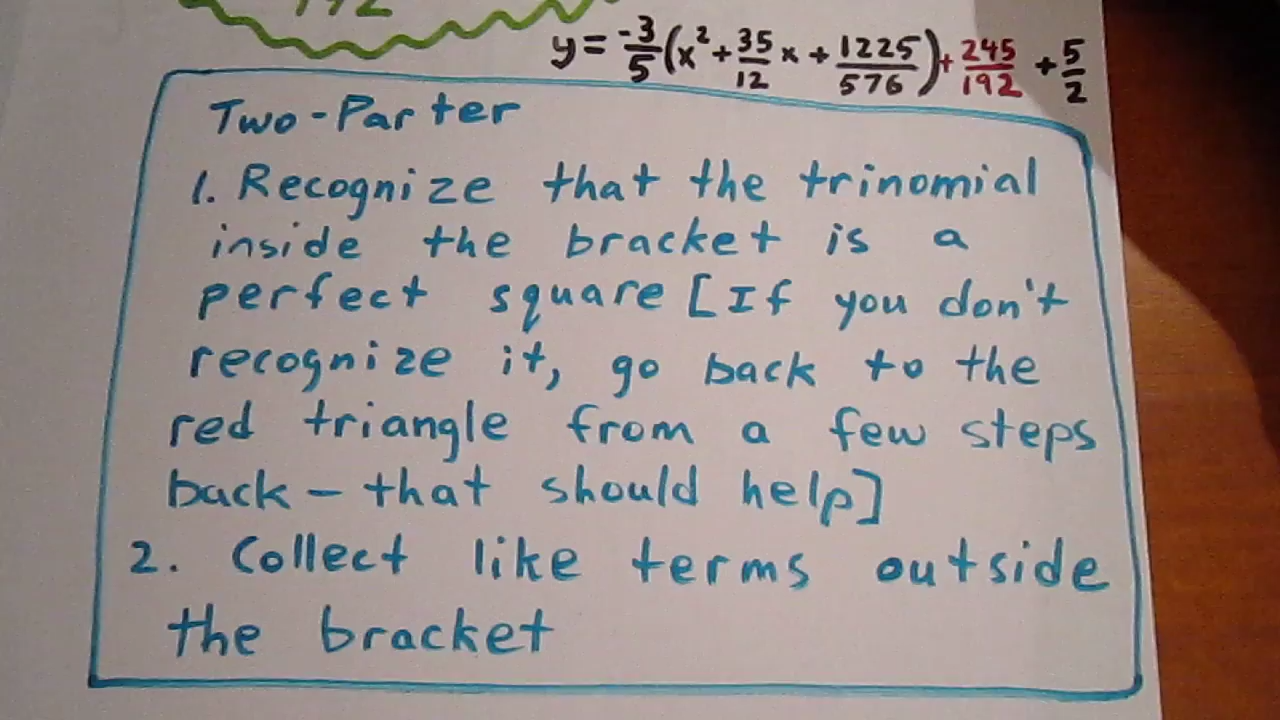 y = -3/5 (x² + 35/12 x + 1225/576) + 245/192 + 5/2
Two-Parter
1. Recognize that the trinomial
inside the bracket is a
perfect square [If you don't
recognize it, go back to the
red triangle from a few steps
back - that should help]
2. Collect like terms outside
the bracket